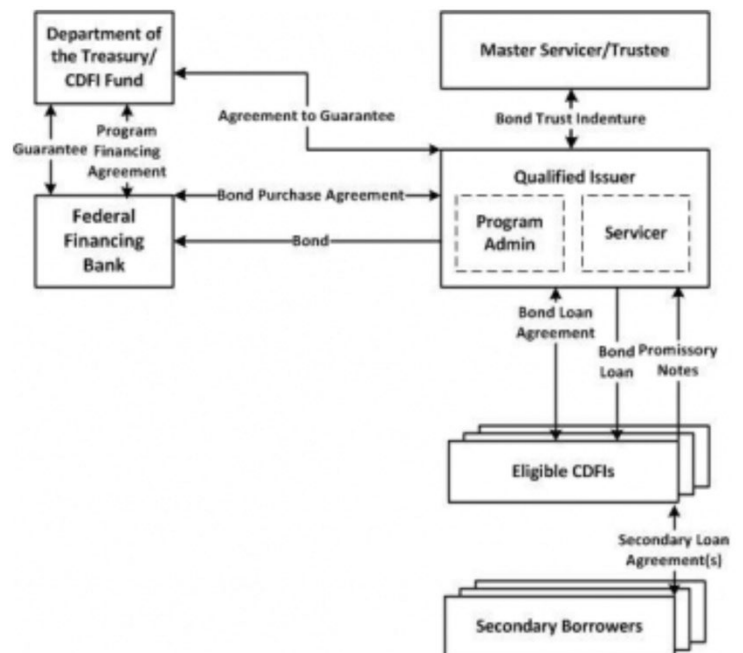 Department of
the Treasury/
CDFI Fund
Master Servicer/Trustee
Agreement to Guarantee
Bond Trust Indenture
Guarantee
Program
Financing
Agreement
Qualified Issuer
Program
Admin
Servicer
Bond Purchase Agreement
Federal
Financing
Bank
Bond
Bond Loan
Agreement
Bond
Loan
Promissory
Notes
Eligible CDFIs
Secondary Loan
Agreement(s)
Secondary Borrowers